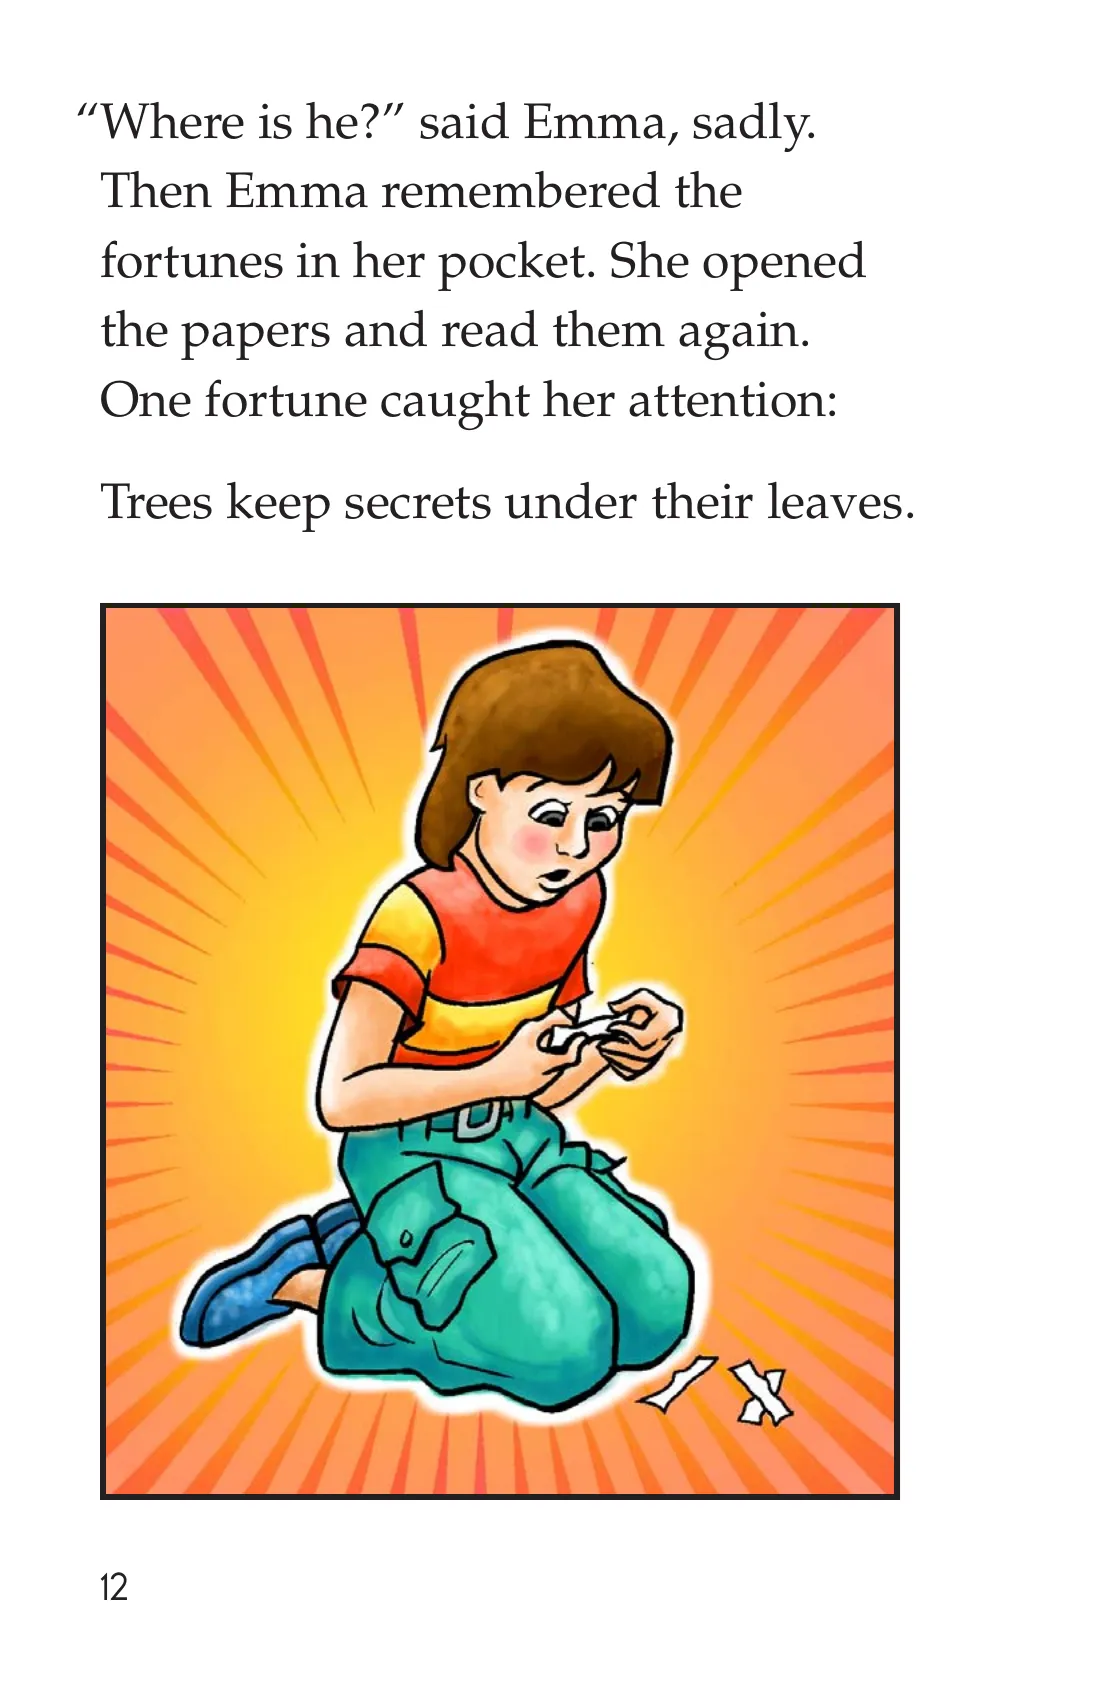 “Where is he?” said Emma, sadly.
Then Emma remembered the
fortunes in her pocket. She opened
the papers and read them again.
One fortune caught her attention:
Trees keep secrets under their leaves.
12